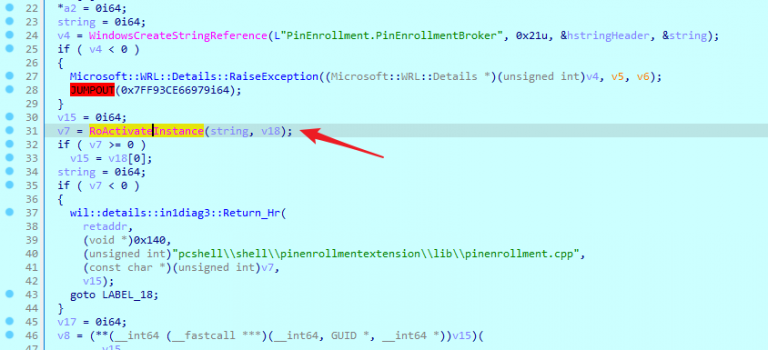 22 *a2 = 0i64;
23 string = 0i64;
24 v4 = WindowsCreateStringReference(L"PinEnrollment.PinEnrollmentBroker", 0x21u, &hstringHeader, &string);
25 if ( v4 < 0 )
26 {
27 Microsoft::WRL::Details::RaiseException((Microsoft::WRL::Details *)(unsigned int)v4, v5, v6);
28 JUMPOUT(0x7FF93CE66979i64);
29 }
30 v15 = 0i64;
31 v7 = RoActivateInstance(string, v18);
32 if ( v7 >= 0 )
33 v15 = v18[0];
34 string = 0i64;
35 if ( v7 < 0 )
36 {
37 wil::details::in1diag3::Return_Hr(
38 retaddr,
39 (void *)0x140,
40 (unsigned int)"pcshell\\shell\\pinenrollmentextension\\lib\\pinenrollment.cpp",
41 (const char *)(unsigned int)v7,
42 v15);
43 goto LABEL_18;
44 }
45 v17 = 0i64;
46 v8 = (**(__int64 (__fastcall ***)(__int64, GUID *, __int64 *))v15)(